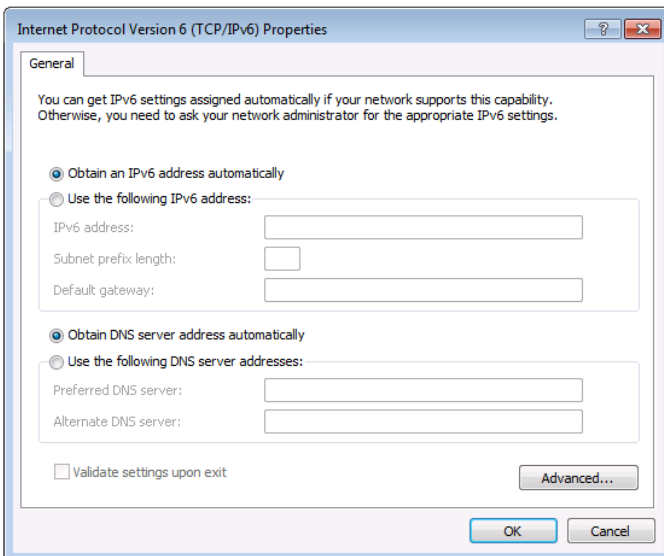 Internet Protocol Version 6 (TCP/IPv6) Properties
?
General
You can get IPv6 settings assigned automatically if your network supports this capability.
Otherwise, you need to ask your network administrator for the appropriate IPv6 settings.
Obtain an IPv6 address automatically
Use the following IPv6 address:
IPv6 address:
Subnet prefix length:
Default gateway:
Obtain DNS server address automatically
Use the following DNS server addresses:
Preferred DNS server:
Alternate DNS server:
Validate settings upon exit
Advanced...
OK Cancel